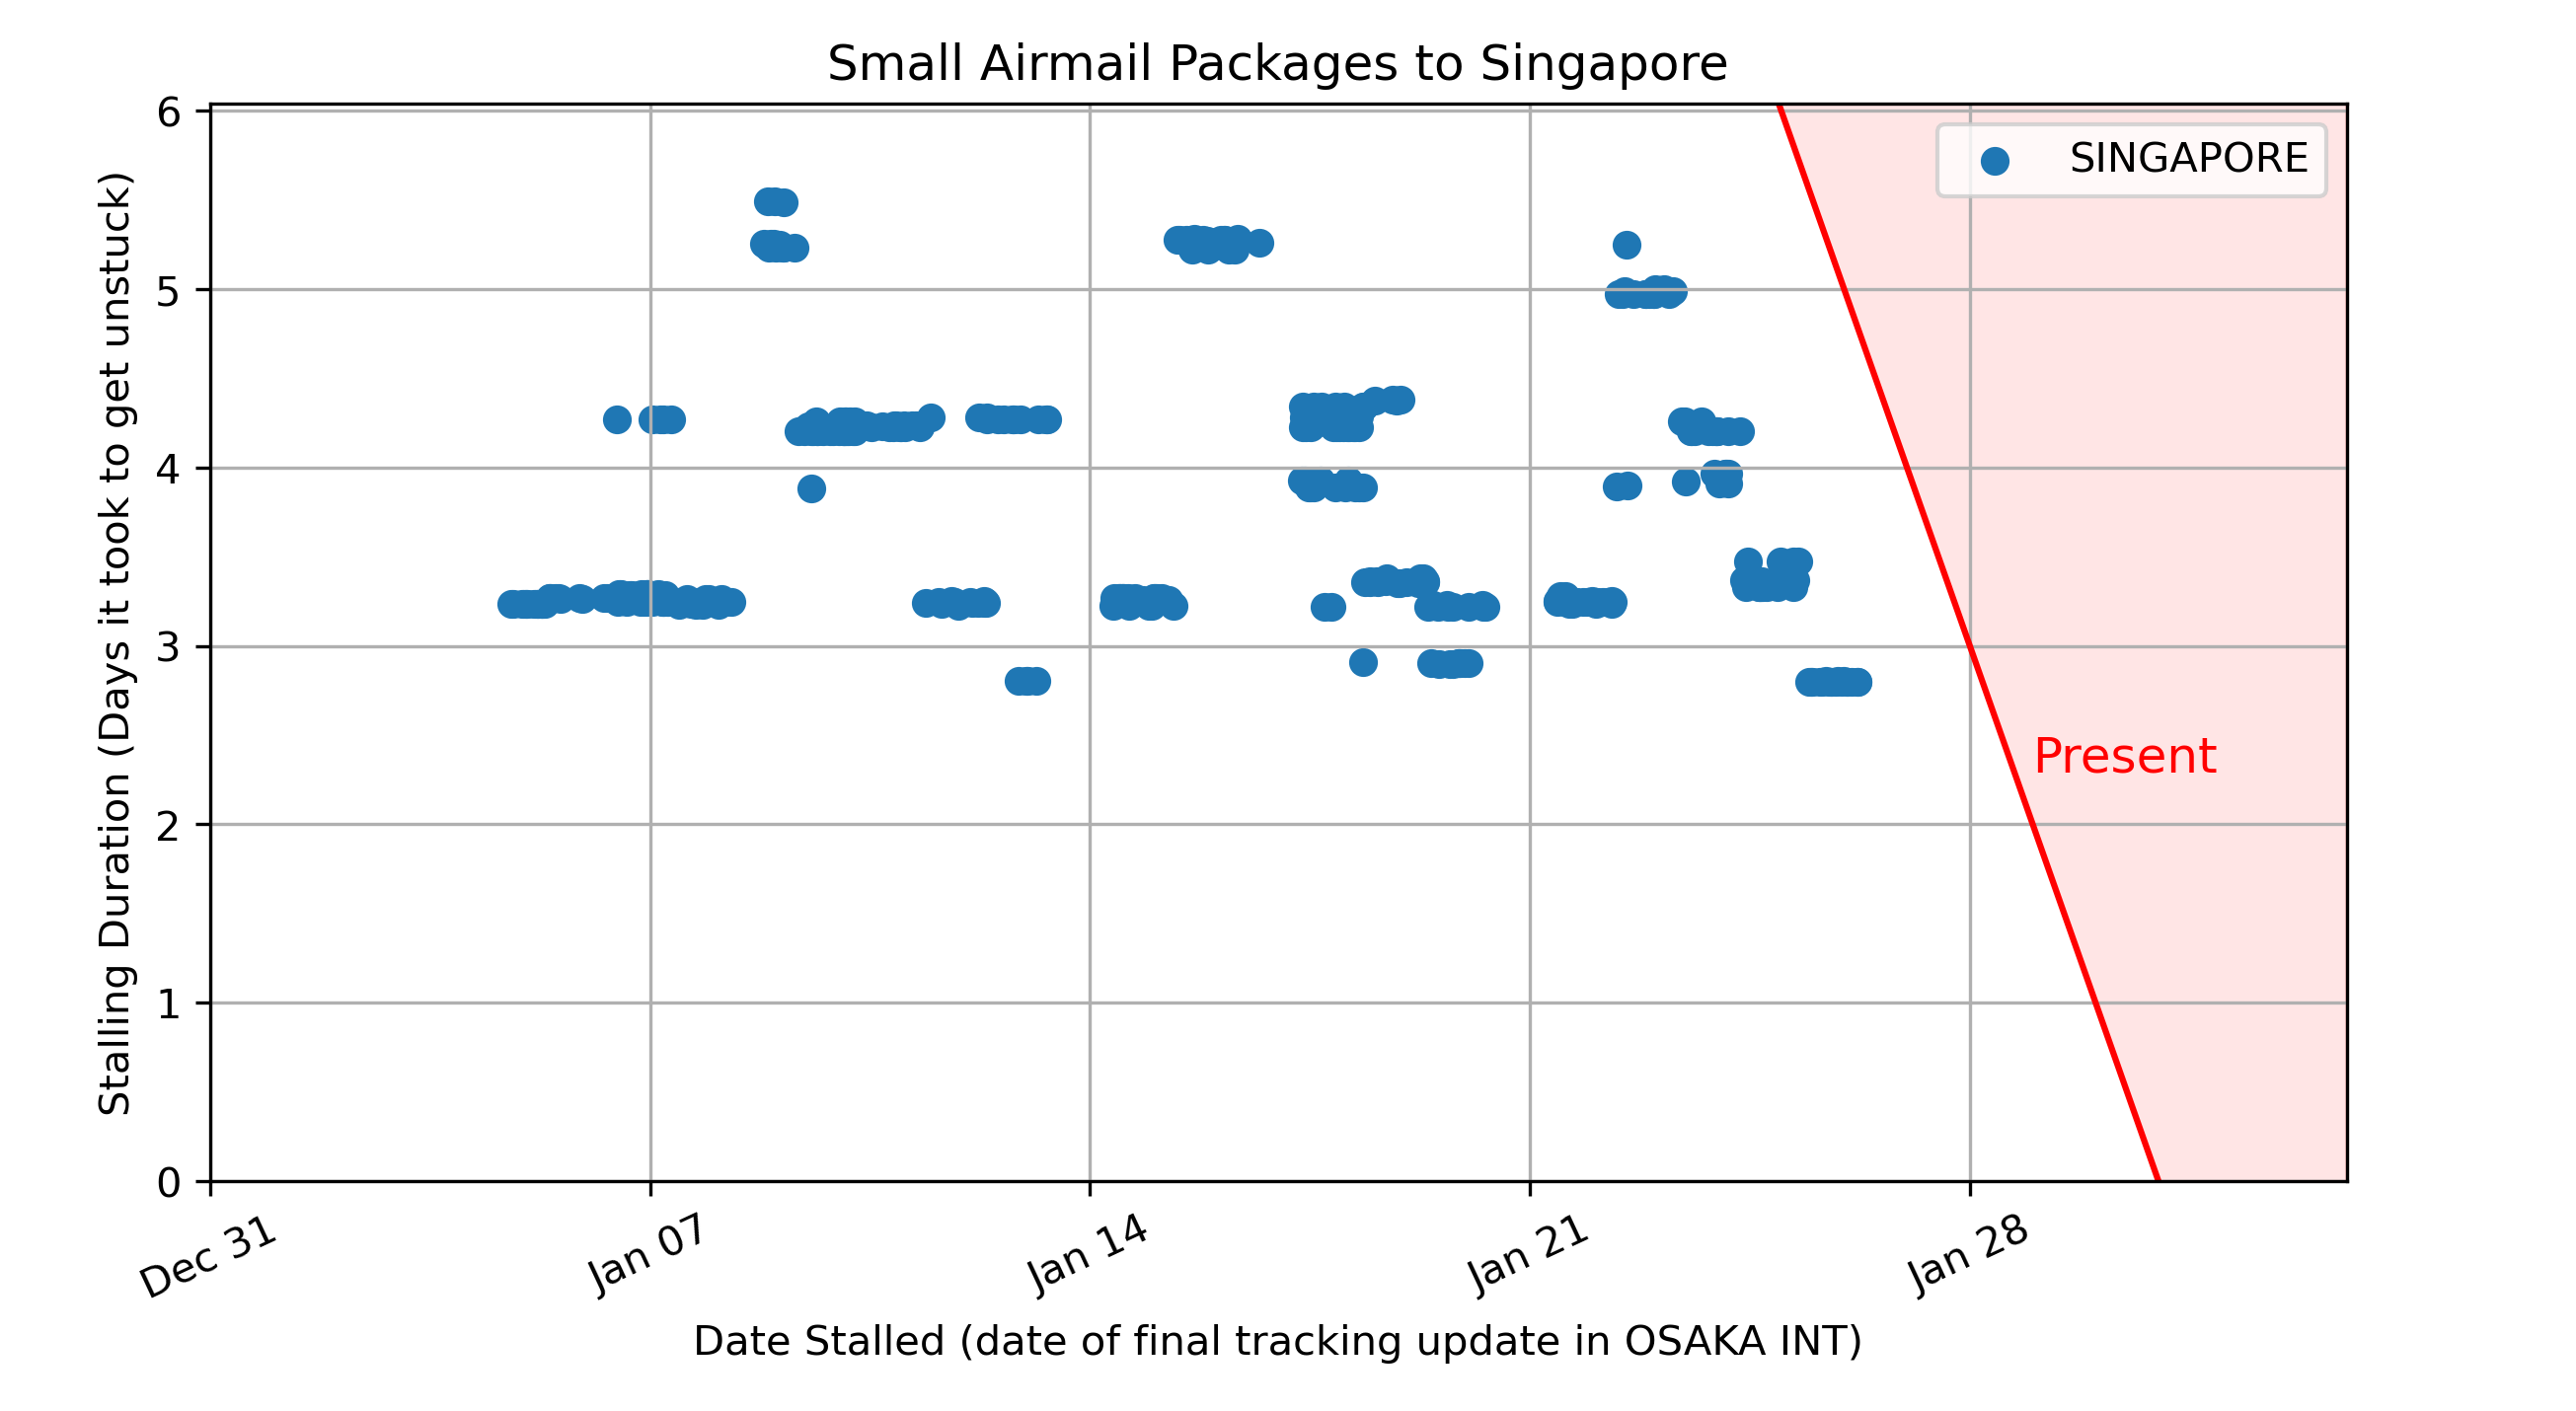 Small Airmail Packages to Singapore
Stalling Duration (Days it took to get unstuck)
6
5
4
3
2
1
0
SINGAPORE
Present
Dec 31
Jan 07
Jan 14
Jan 21
Jan 28
Date Stalled (date of final tracking update in OSAKA INT)